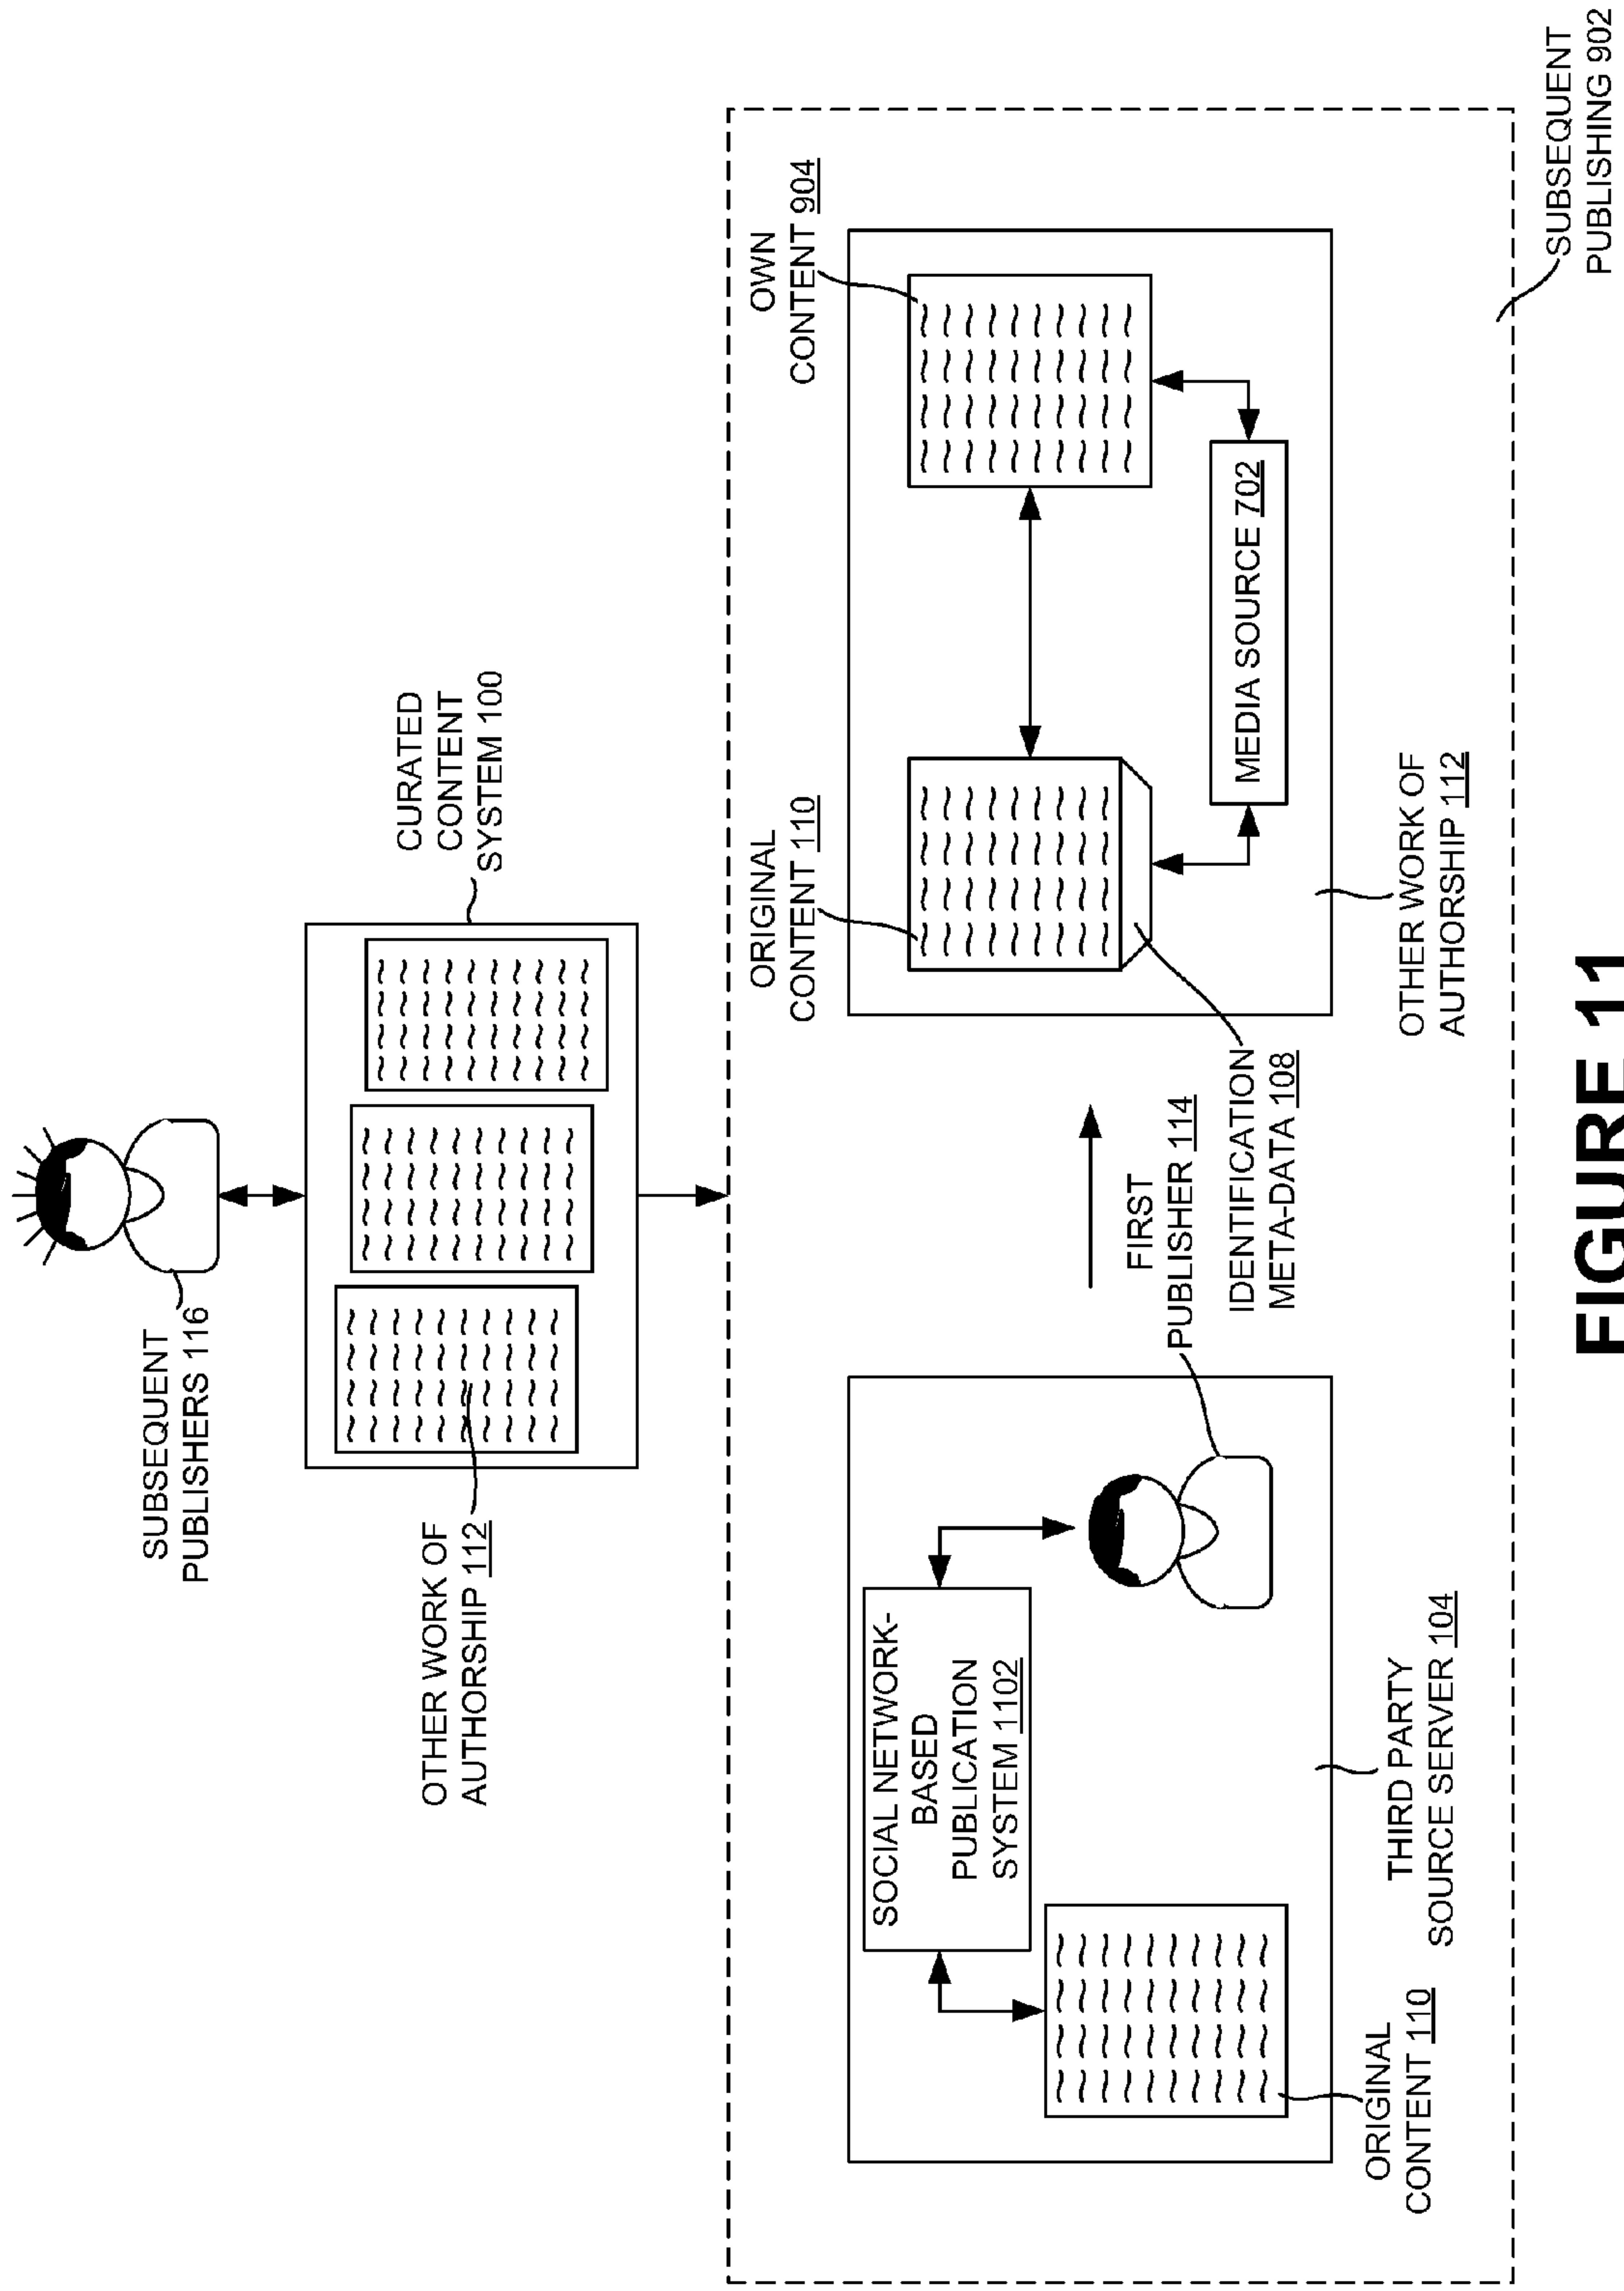 SUBSEQUENT
PUBLISHERS 116
CURATED
CONTENT
SYSTEM 100
OTHER WORK OF
AUTHORSHIP 112
SOCIAL NETWORK-
BASED
PUBLICATION
SYSTEM 1102
ORIGINAL
CONTENT 110
THIRD PARTY
SOURCE SERVER 104
FIRST
PUBLISHER 114
IDENTIFICATION
META-DATA 108
ORIGINAL
CONTENT 110
OWN
CONTENT 904
MEDIA SOURCE 702
OTHER WORK OF
AUTHORSHIP 112
SUBSEQUENT
PUBLISHING 902
FIGURE 11